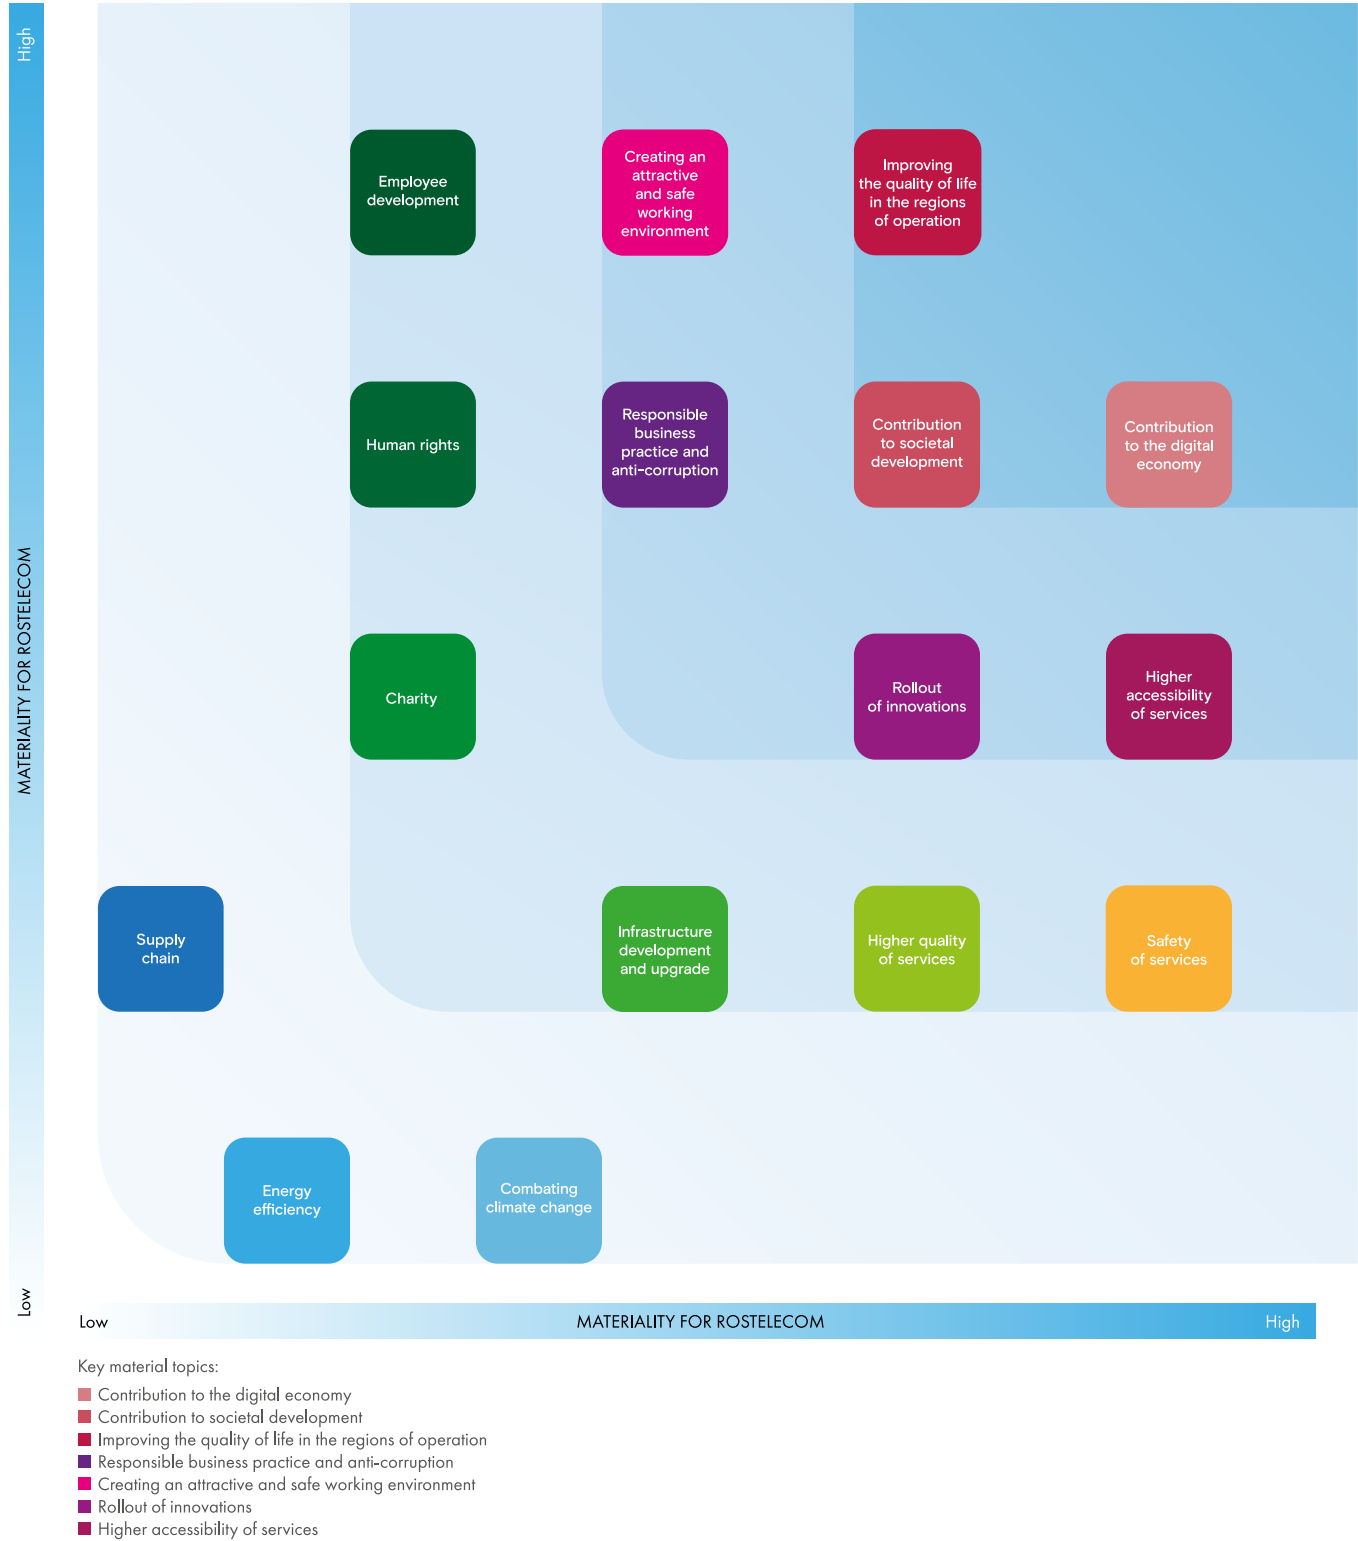 High
MATERIALITY FOR ROSTELECOM
Low
Employee
development
Creating an
attractive
and safe
working
environment
Improving
the quality of life
in the regions
of operation
Human rights
Responsible
business
practice and
anti-corruption
Contribution
to societal
development
Contribution
to the digital
economy
Charity
Rollout
of innovations
Higher
accessibility
of services
Supply
chain
Infrastructure
development
and upgrade
Higher quality
of services
Safety
of services
Energy
efficiency
Combating
climate change
Low
MATERIALITY FOR ROSTELECOM
High
Key material topics:
Contribution to the digital economy
Contribution to societal development
Improving the quality of life in the regions of operation
Responsible business practice and anti-corruption
Creating an attractive and safe working environment
Rollout of innovations
Higher accessibility of services